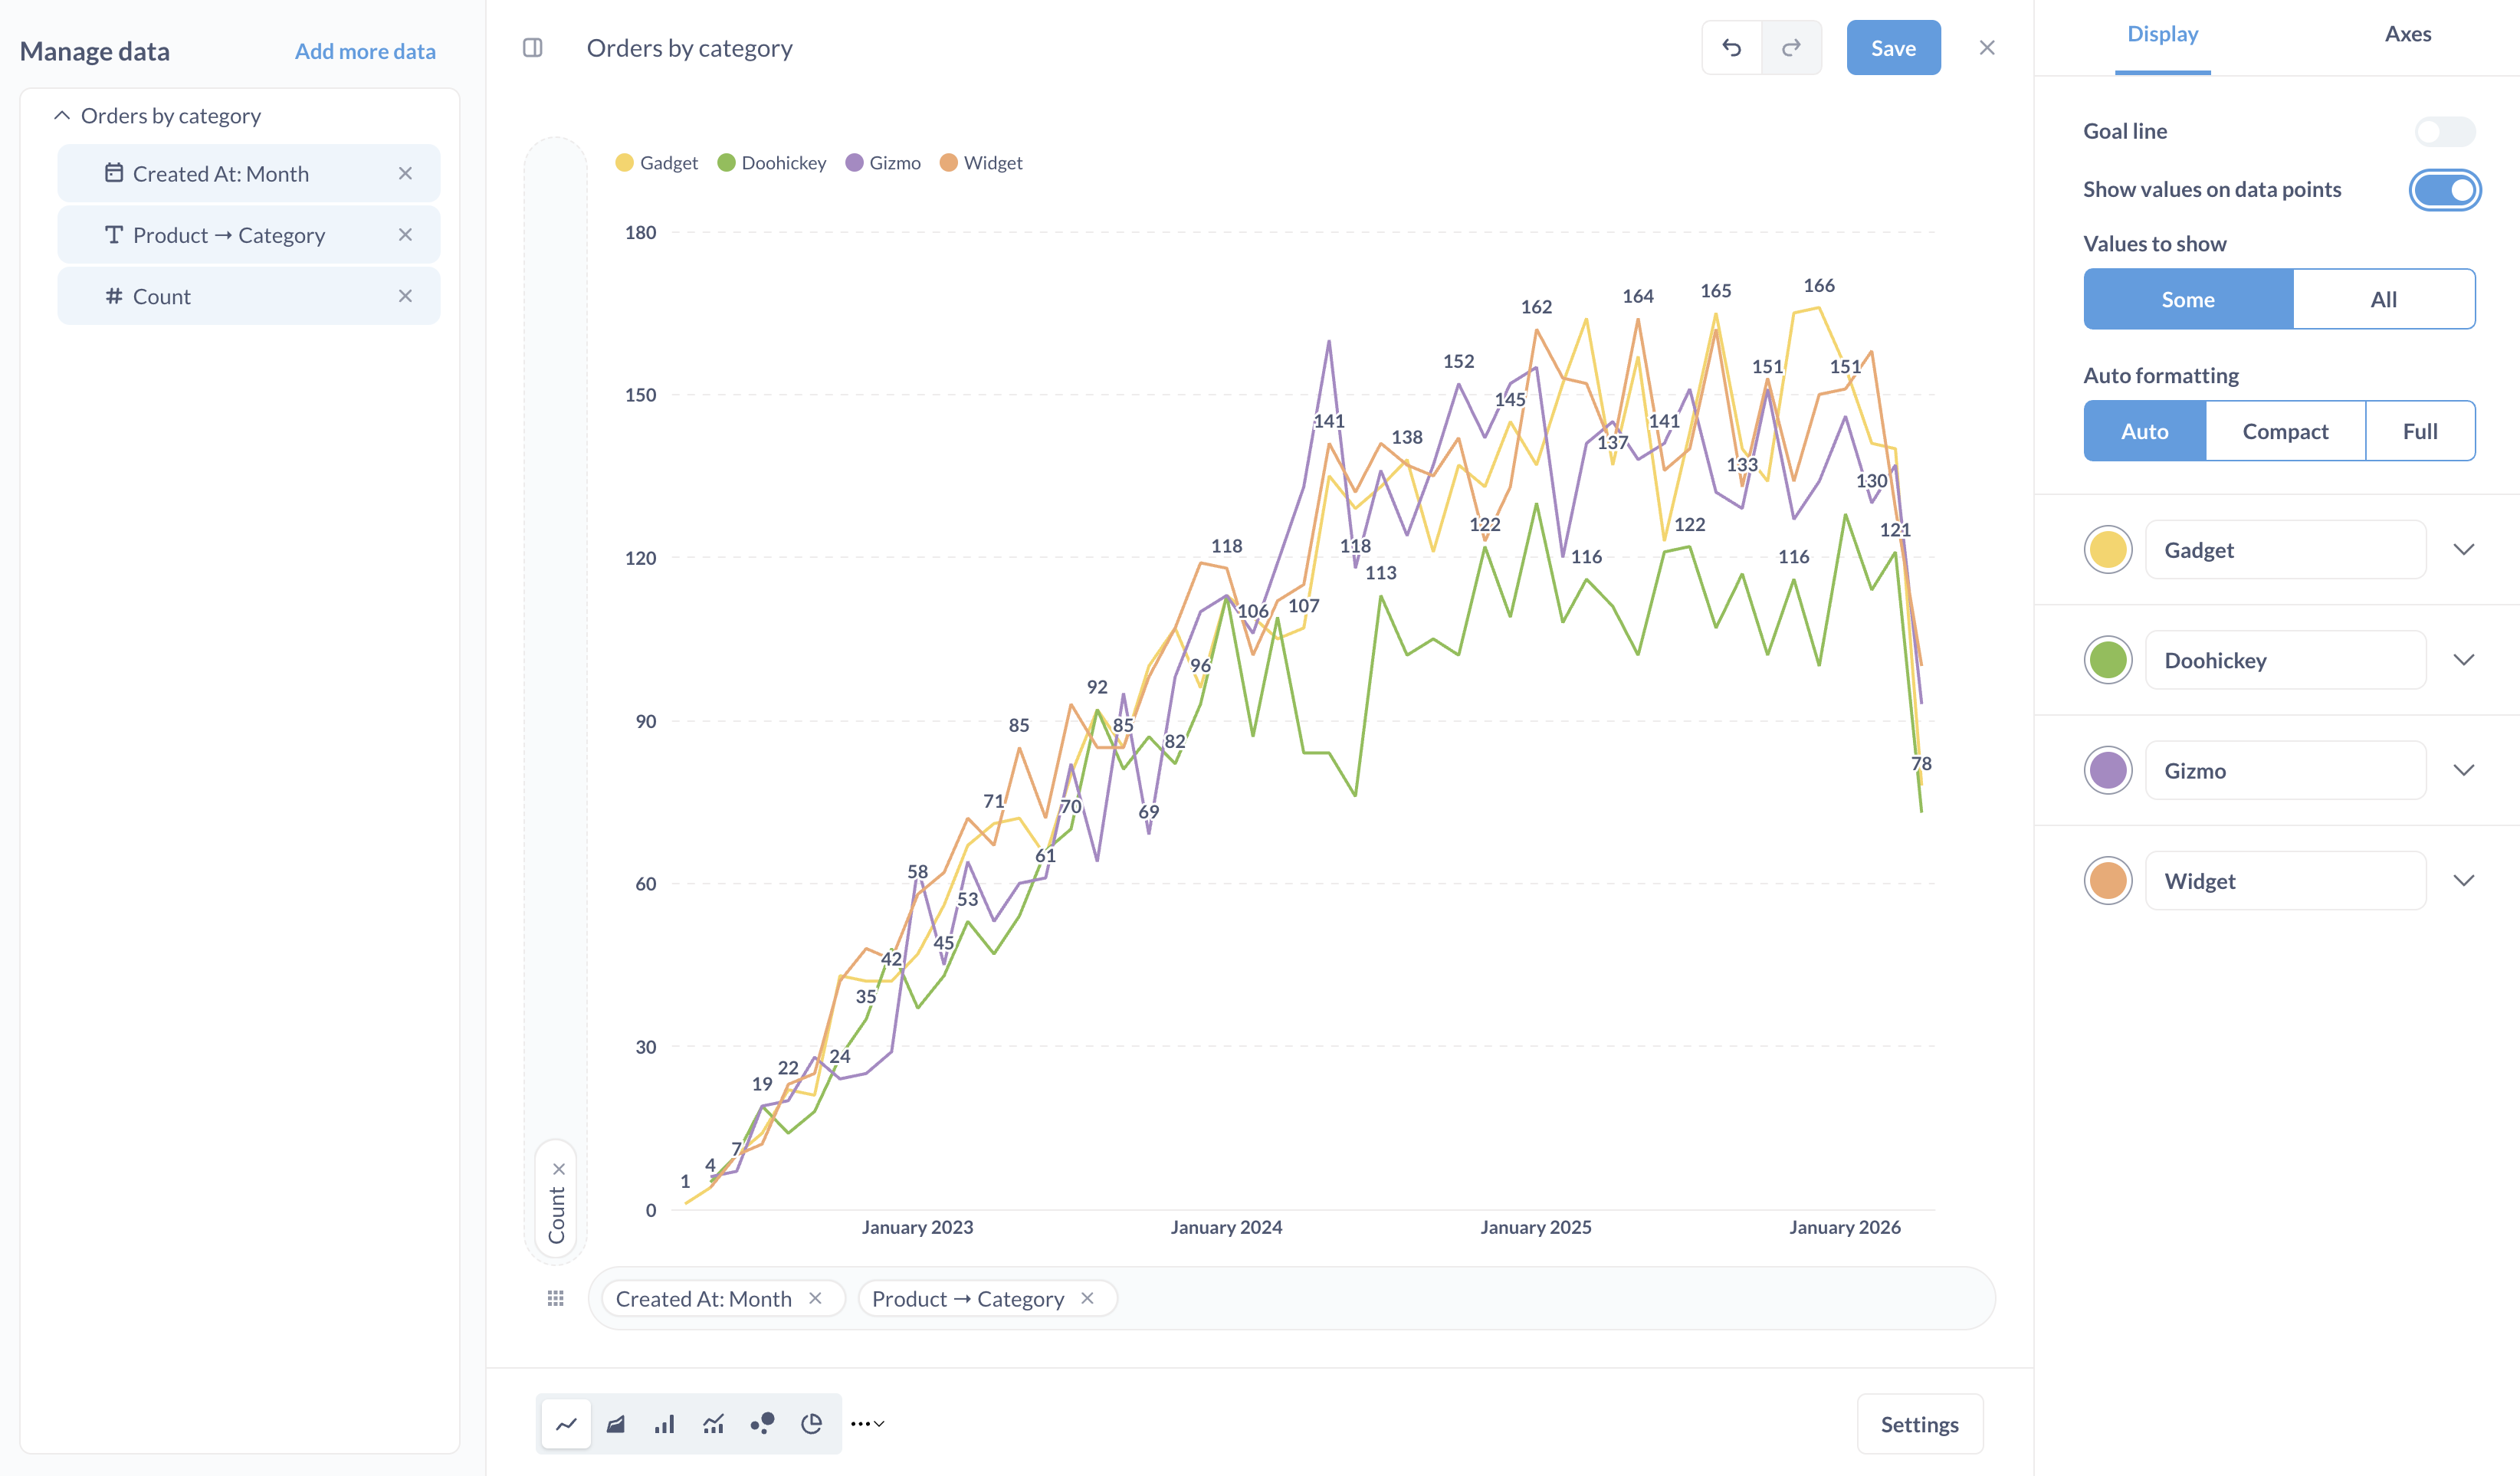 Manage data
Add more data
Orders by category
Created At: Month
Product → Category
Count
Orders by category
Save
Gadget Doohickey Gizmo Widget
180
150
120
90
60
30
0
1
4
7
19
22
24
35
42
58
45
53
71
85
61
70
92
85
69
82
96
118
106
107
141
118
113
138
152
122
145
162
116
137
164
141
122
165
133
151
116
166
151
130
121
78
January 2023
January 2024
January 2025
January 2026
Count
Created At: Month
Product → Category
Settings
Display
Axes
Goal line
Show values on data points
Values to show
Some
All
Auto formatting
Auto
Compact
Full
Gadget
Doohickey
Gizmo
Widget